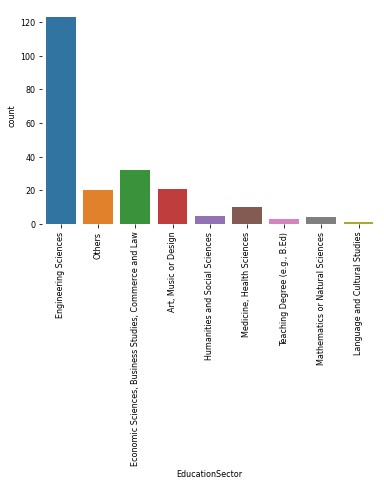 120
100
80
60
40
20
0
count
Engineering Sciences
Others
Economic Sciences, Business Studies, Commerce and Law
Art, Music or Design
Humanities and Social Sciences
Medicine, Health Sciences
Teaching Degree (e.g., B.Ed)
Mathematics or Natural Sciences
Language and Cultural Studies
EducationSector